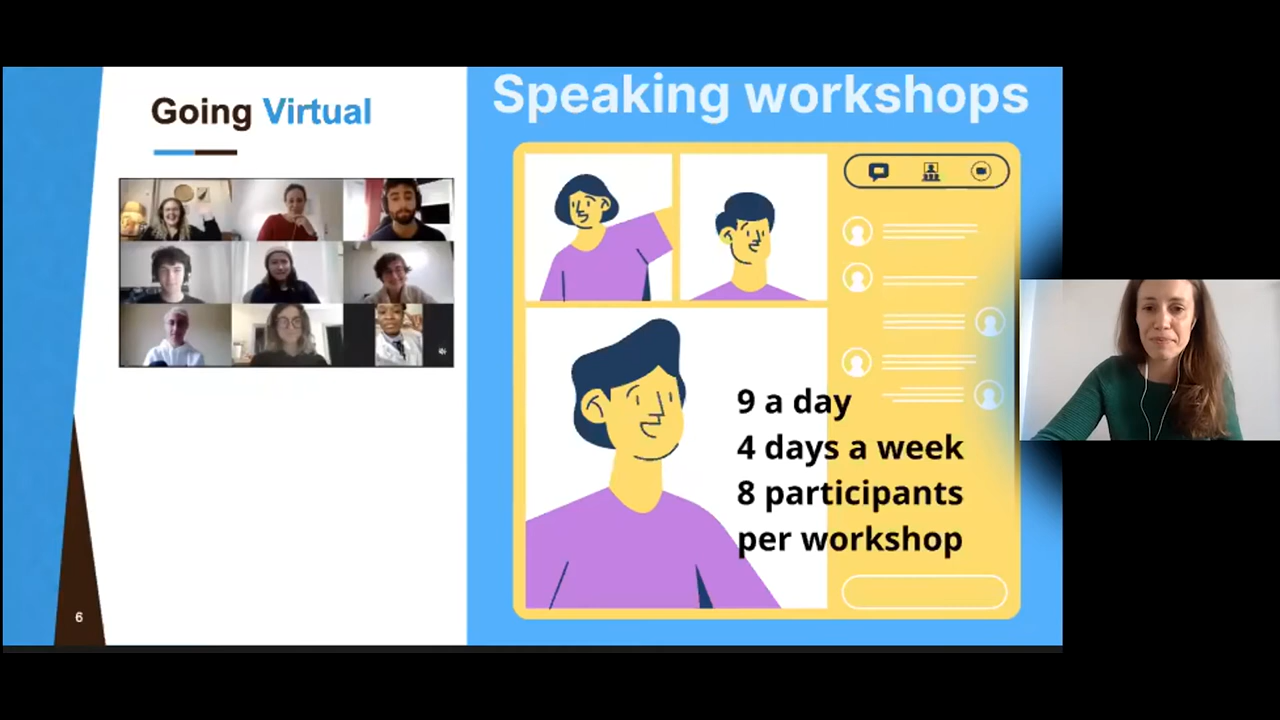 Going Virtual
Speaking workshops
9 a day
4 days a week
8 participants
per workshop
6